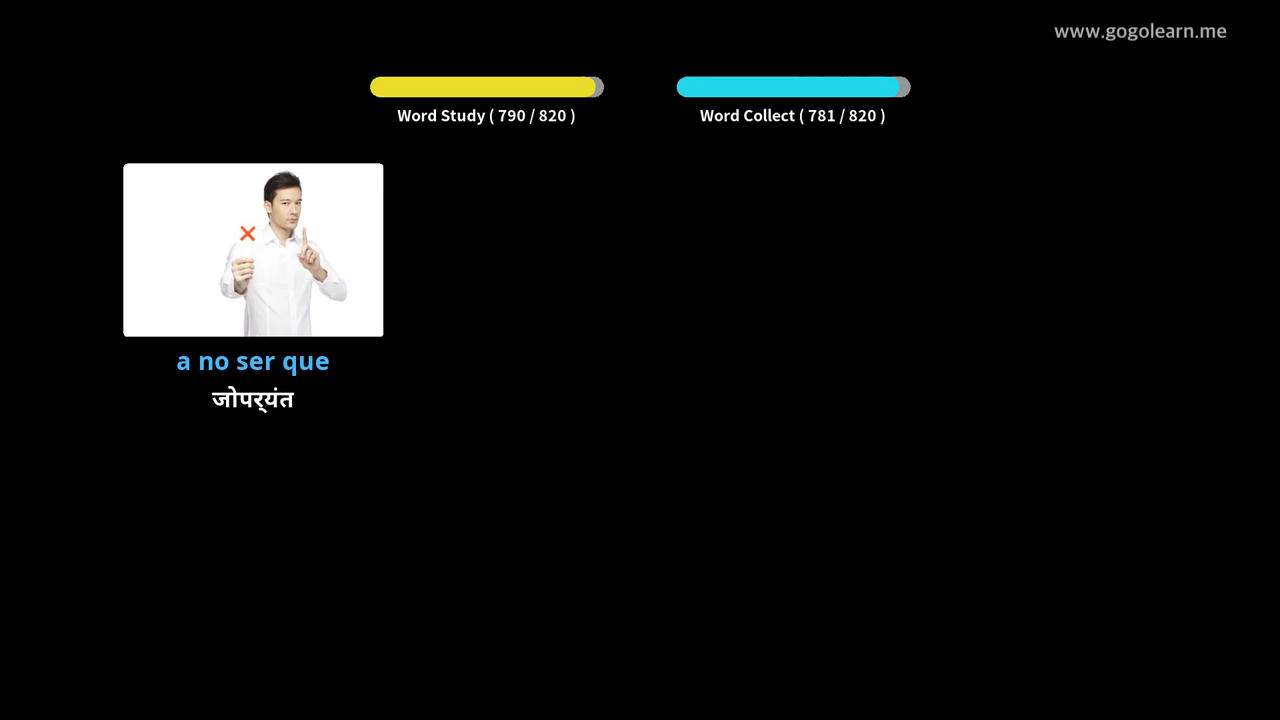 www.gogolearn.me
Word Study ( 790 / 820 )
Word Collect ( 781 / 820 )
a no ser que
जोपर्यंत